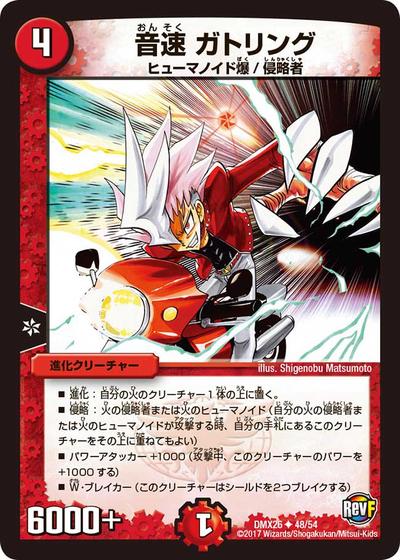 4
おんそく
音速 ガトリング
しんりゃくしゃ
ヒューマノイド爆 / 侵略者
進化クリーチャー
illus. Shigenobu Matsumoto
■ 進化：自分の火のクリーチャー1体の上に置く。
■ 侵略：火の侵略者または火のヒューマノイド（自分の火の侵略者ま
たは火のヒューマノイドが攻撃する時、自分の手札にあるこのクリー
チャーをその上に重ねてもよい）
■ パワーアタッカー +1000（攻撃中、このクリーチャーのパワーを
+1000する）
■ W・ブレイカー（このクリーチャーはシールドを2つブレイクする）
6000+
1
RevF
DMX26 ◆ 48/54
©2017 Wizards/Shogakukan/Mitsui-Kids